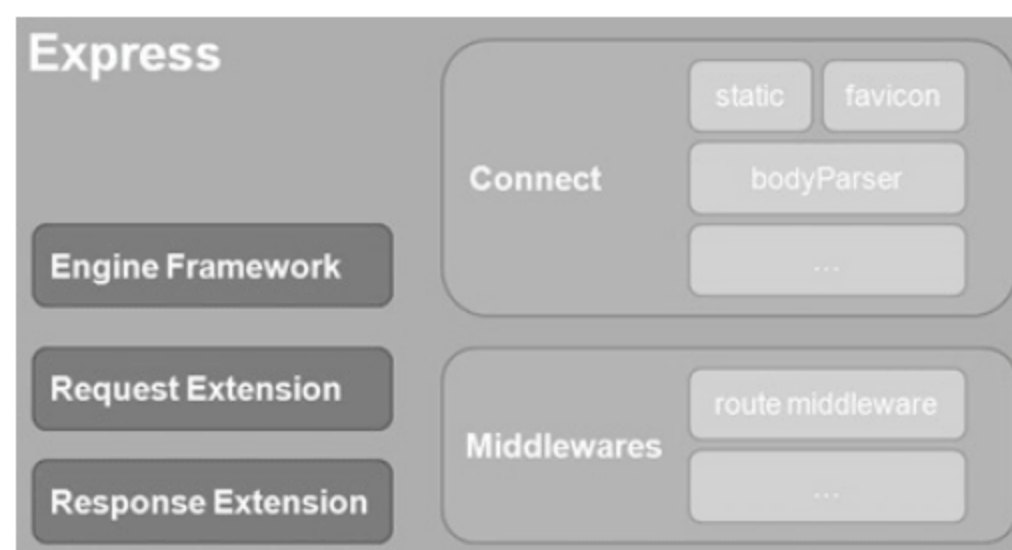 Express
Engine Framework
Request Extension
Response Extension
Connect
static
favicon
bodyParser
...
Middlewares
route middleware
...